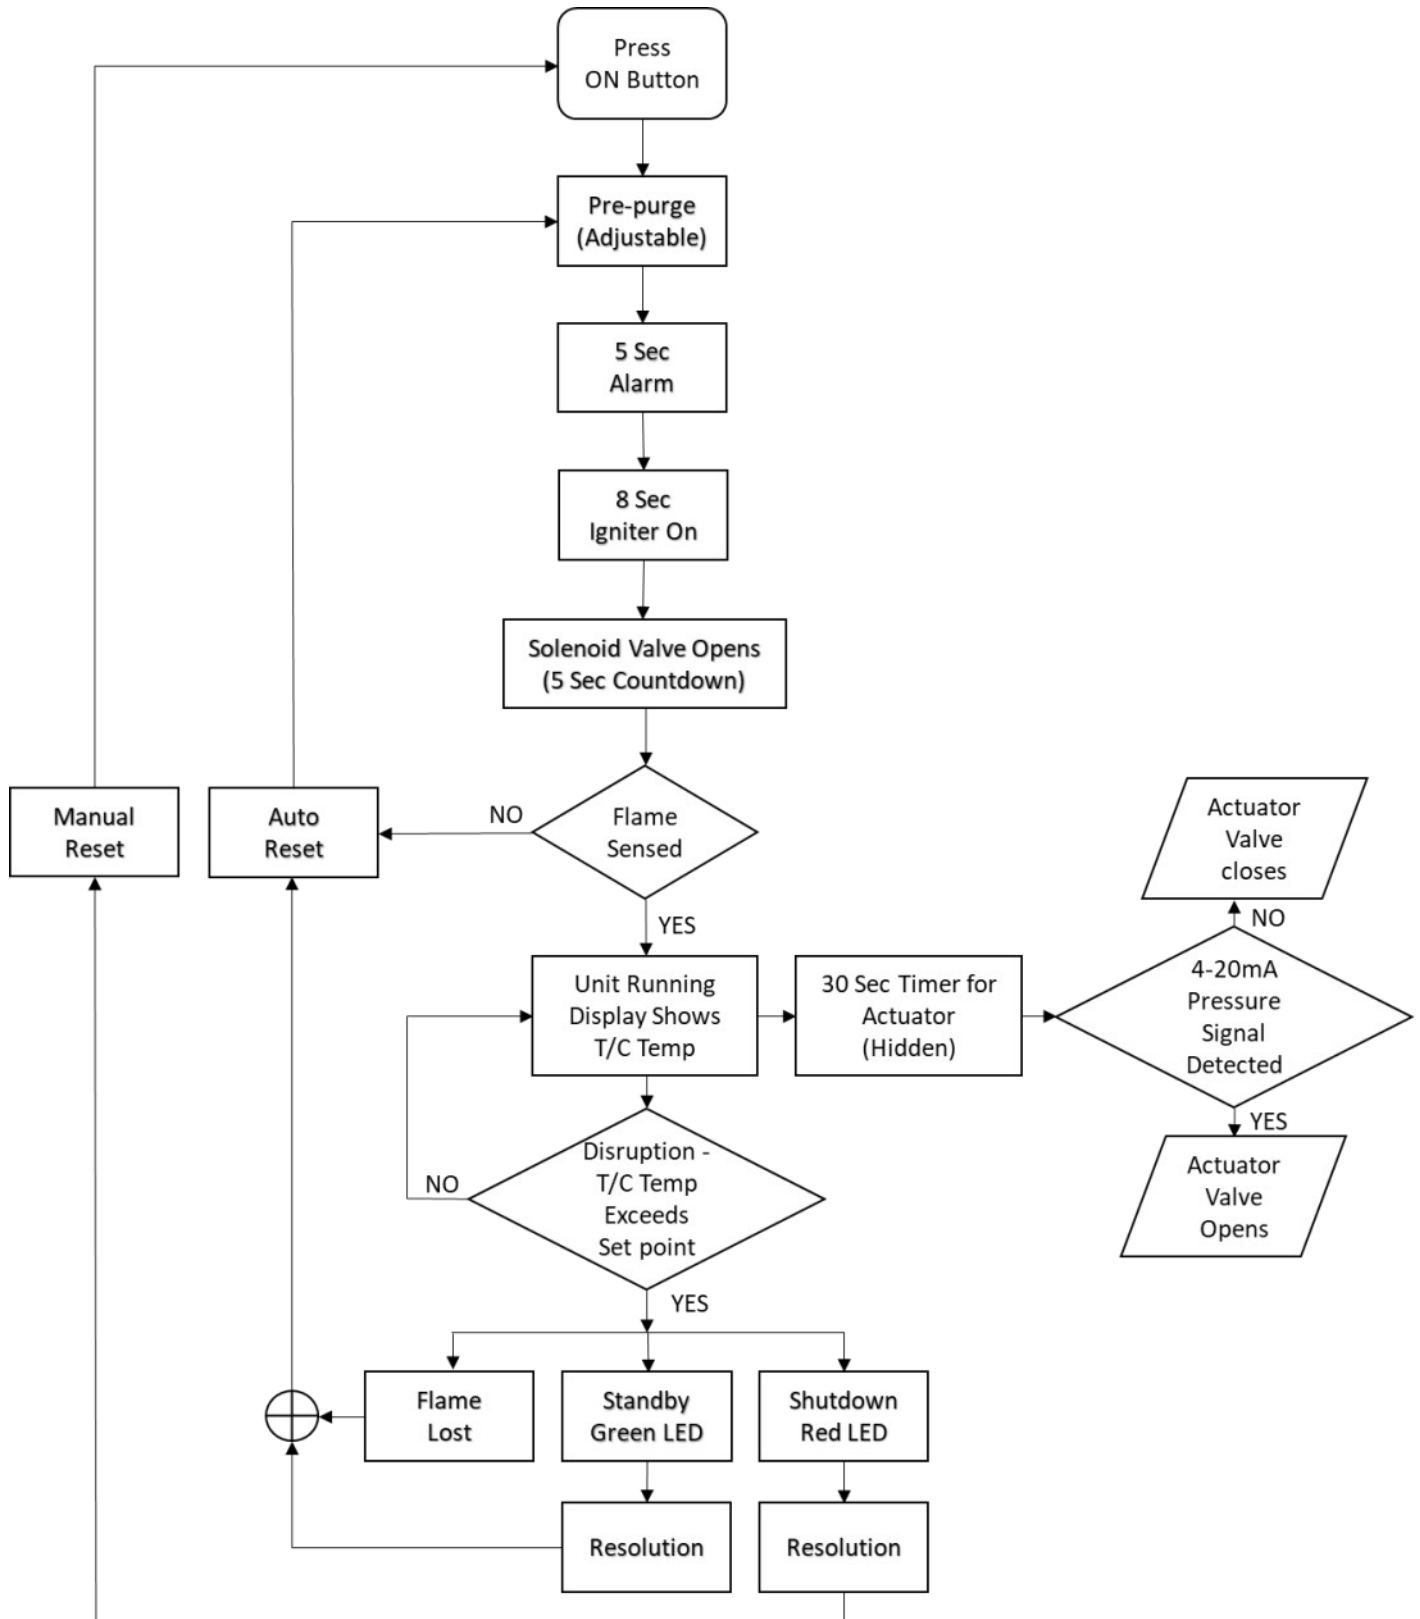 Press
ON Button
Pre-purge
(Adjustable)
5 Sec
Alarm
8 Sec
Igniter On
Solenoid Valve Opens
(5 Sec Countdown)
Manual
Reset
Auto
Reset
NO
Flame
Sensed
YES
Actuator
Valve
closes
NO
Unit Running
Display Shows
T/C Temp
30 Sec Timer for
Actuator
(Hidden)
4-20mA
Pressure
Signal
Detected
YES
Actuator
Valve
Opens
Disruption -
T/C Temp
Exceeds
Set point
NO
YES
Flame
Lost
Standby
Green LED
Shutdown
Red LED
Resolution
Resolution